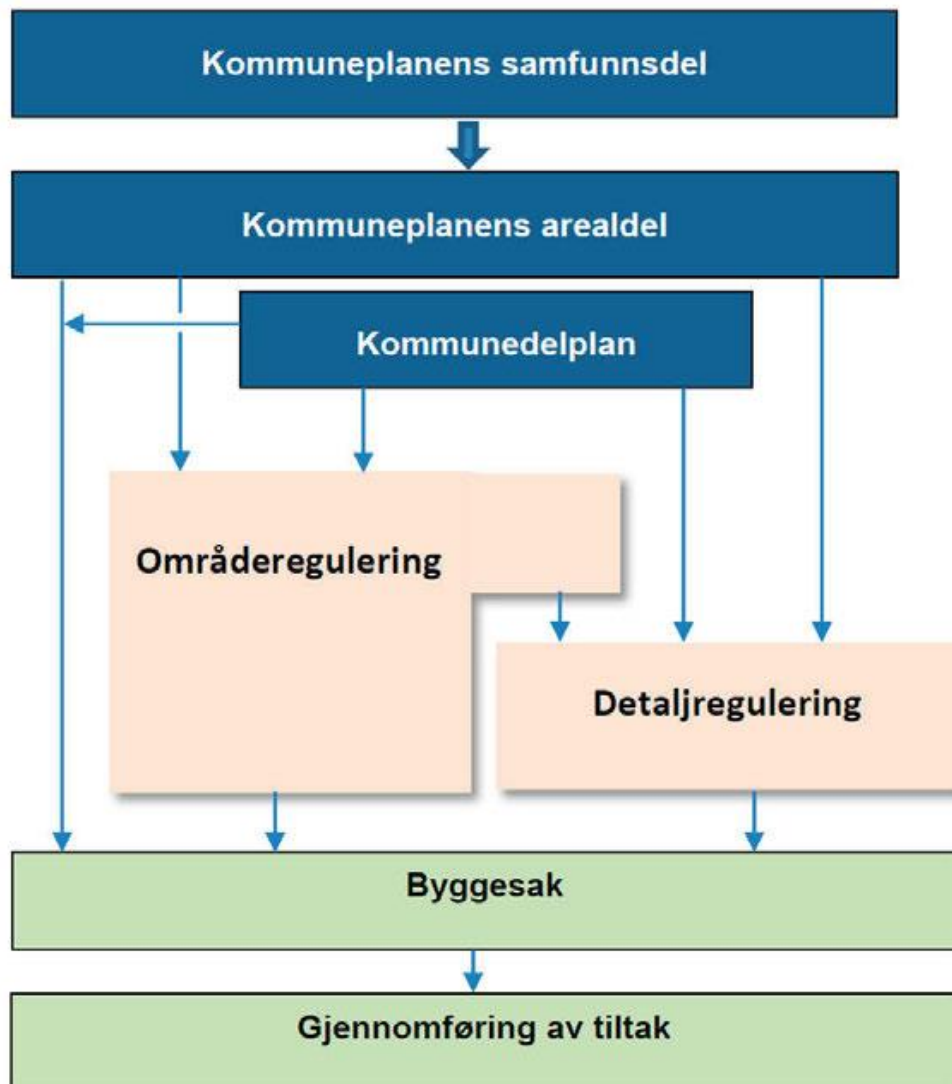 Kommuneplanens samfunnsdel
Kommuneplanens arealdel
Kommunedelplan
Områderegulering
Detaljregulering
Byggesak
Gjennomføring av tiltak